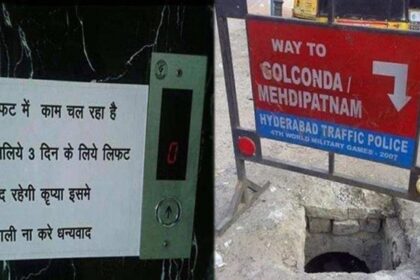 में काम चल रहा है
3 दिन के लिये लिफट
रहेगी कृप्या इसमे
ना करे धन्यवाद
0
WAY TO
GOLCONDA/
MEHDIPATNAM
HYDERABAD TRAFFIC POLICE
4TH WORLD MILITARY GAMES - 2007